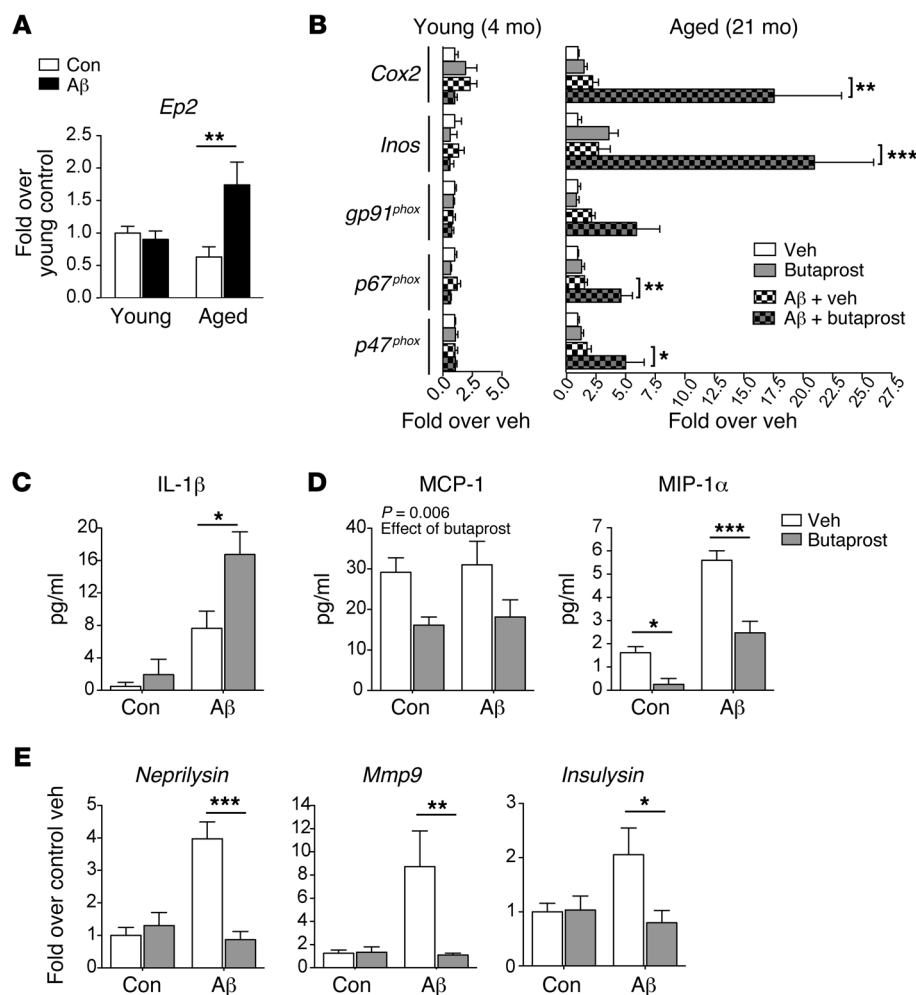 A
Con
Aβ
Ep2
**
Fold over
young control
2.5
2.0
1.5
1.0
0.5
0.0
Young
Aged
B
Young (4 mo)
Aged (21 mo)
Cox2
**
Inos
***
gp91phox
p67phox
**
p47phox
*
Veh
Butaprost
Aβ + veh
Aβ + butaprost
0.0 2.5 5.0
0.0 2.5 5.0 7.5 10.0 12.5 15.0 17.5 20.0 22.5 25.0 27.5
Fold over veh
Fold over veh
C
IL-1β
*
pg/ml
20
16
12
8
4
0
Con
Aβ
D
MCP-1
P = 0.006
Effect of butaprost
pg/ml
40
30
20
10
0
Con
Aβ
MIP-1α
***
*
pg/ml
7
6
5
4
3
2
1
0
Con
Aβ
Veh
Butaprost
E
Fold over control veh
Neprilysin
***
5
4
3
2
1
0
Con
Aβ
Mmp9
**
14
12
10
8
6
4
2
0
Con
Aβ
Insulysin
*
3
2
1
0
Con
Aβ